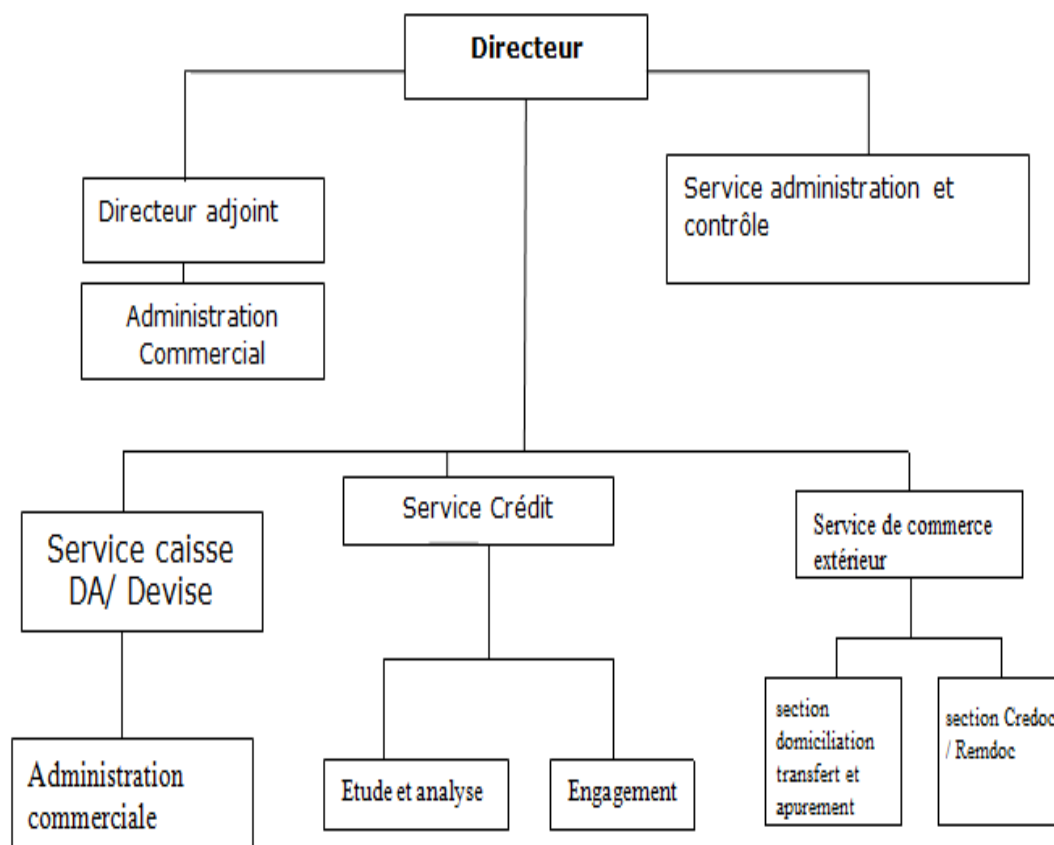 Directeur
Directeur adjoint
Service administration et
contrôle
Administration
Commercial
Service caisse
DA/ Devise
Service Crédit
Service de commerce
extérieur
Administration
commerciale
Etude et analyse
Engagement
section
domiciliation
transfert et
apurement
section Credoc
/ Remdoc